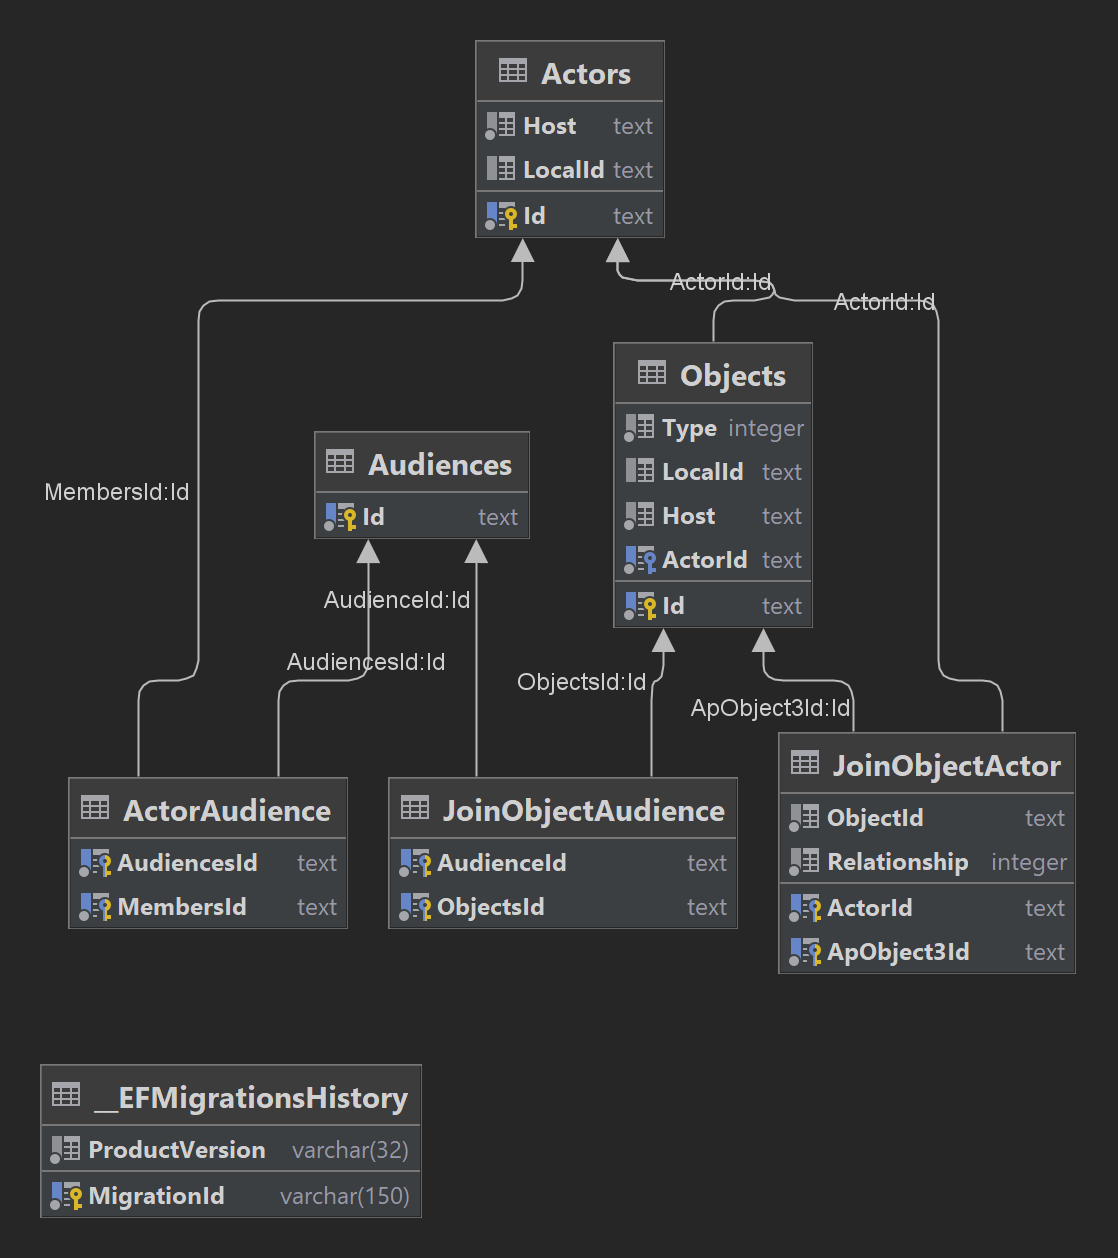 Actors
Host text
LocalId text
Id text
ActorId:Id
ActorId:Id
Objects
Type integer
LocalId text
Host text
ActorId text
Id text
Audiences
Id text
MembersId:Id
AudienceId:Id
AudiencesId:Id
ObjectsId:Id
ApObject3Id:Id
ActorAudience
AudiencesId text
MembersId text
JoinObjectAudience
AudienceId text
ObjectsId text
JoinObjectActor
ObjectId text
Relationship integer
ActorId text
ApObject3Id text
__EFMigrationsHistory
ProductVersion varchar(32)
MigrationId varchar(150)